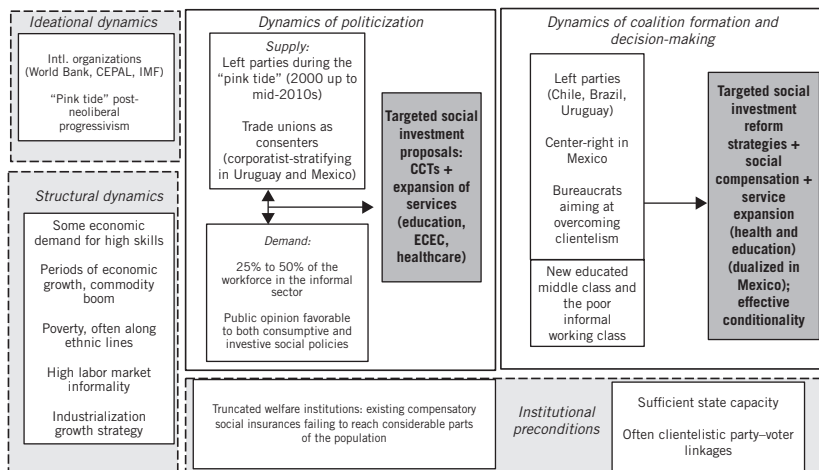 Ideational dynamics
Intl. organizations
(World Bank, CEPAL, IMF)
“Pink tide” post-
neoliberal
progressivism
Structural dynamics
Some economic
demand for high skills
Periods of economic
growth, commodity
boom
Poverty, often along
ethnic lines
High labor market
informality
Industrialization
growth strategy
Dynamics of politicization
Supply:
Left parties during the
“pink tide” (2000 up to
mid-2010s)
Trade unions as
consenters
(corporatist-stratifying
in Uruguay and Mexico)
Demand:
25% to 50% of the
workforce in the informal
sector
Public opinion favorable
to both consumptive and
investive social policies
Targeted social
investment
proposals:
CCTs +
expansion of
services
(education,
ECEC,
healthcare)
Dynamics of coalition formation and
decision-making
Left parties
(Chile, Brazil,
Uruguay)
Center-right in
Mexico
Bureaucrats
aiming at
overcoming
clientelism
New educated
middle class and
the poor
informal
working class
Targeted social
investment
reform
strategies +
social
compensation +
service
expansion
(health and
education)
(dualized in
Mexico);
effective
conditionality
Truncated welfare institutions: existing compensatory
social insurances failing to reach considerable parts
of the population
Institutional
preconditions
Sufficient state capacity
Often clientelistic party–voter
linkages